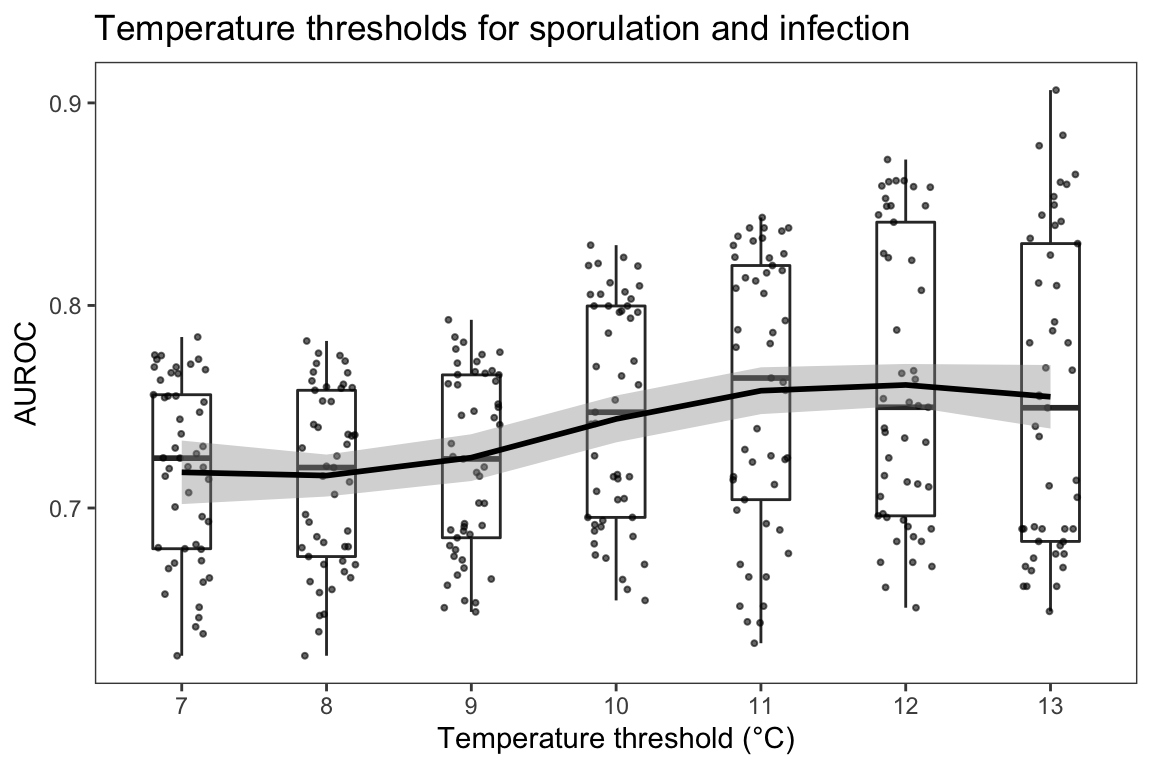 Temperature thresholds for sporulation and infection
0.9
0.8
0.7
AUROC
7 8 9 10 11 12 13
Temperature threshold (°C)